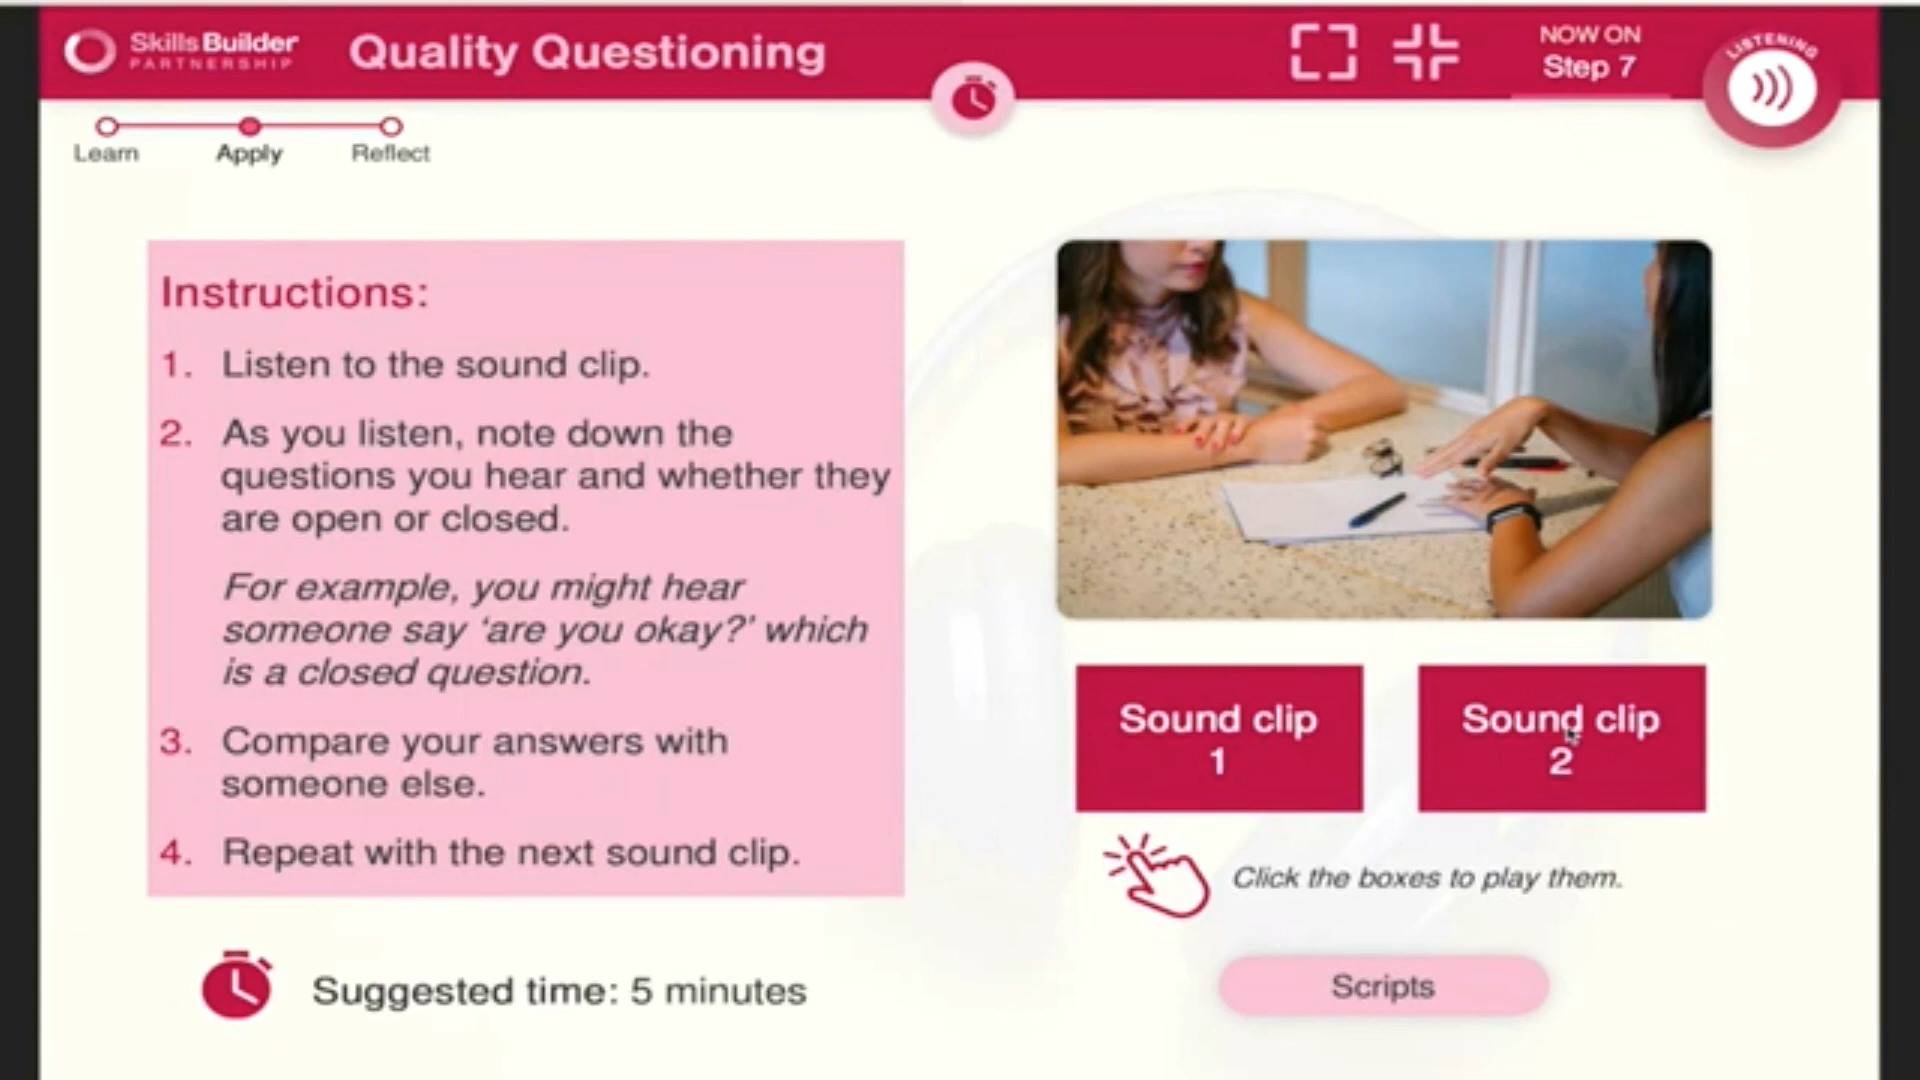 Skills Builder
PARTNERSHIP
Quality Questioning
NOW ON
Step 7
LISTENING
Learn
Apply
Reflect
Instructions:
1. Listen to the sound clip.
2. As you listen, note down the
questions you hear and whether they
are open or closed.
For example, you might hear
someone say ‘are you okay?’ which
is a closed question.
3. Compare your answers with
someone else.
4. Repeat with the next sound clip.
Suggested time: 5 minutes
Sound clip
1
Sound clip
2
Click the boxes to play them.
Scripts